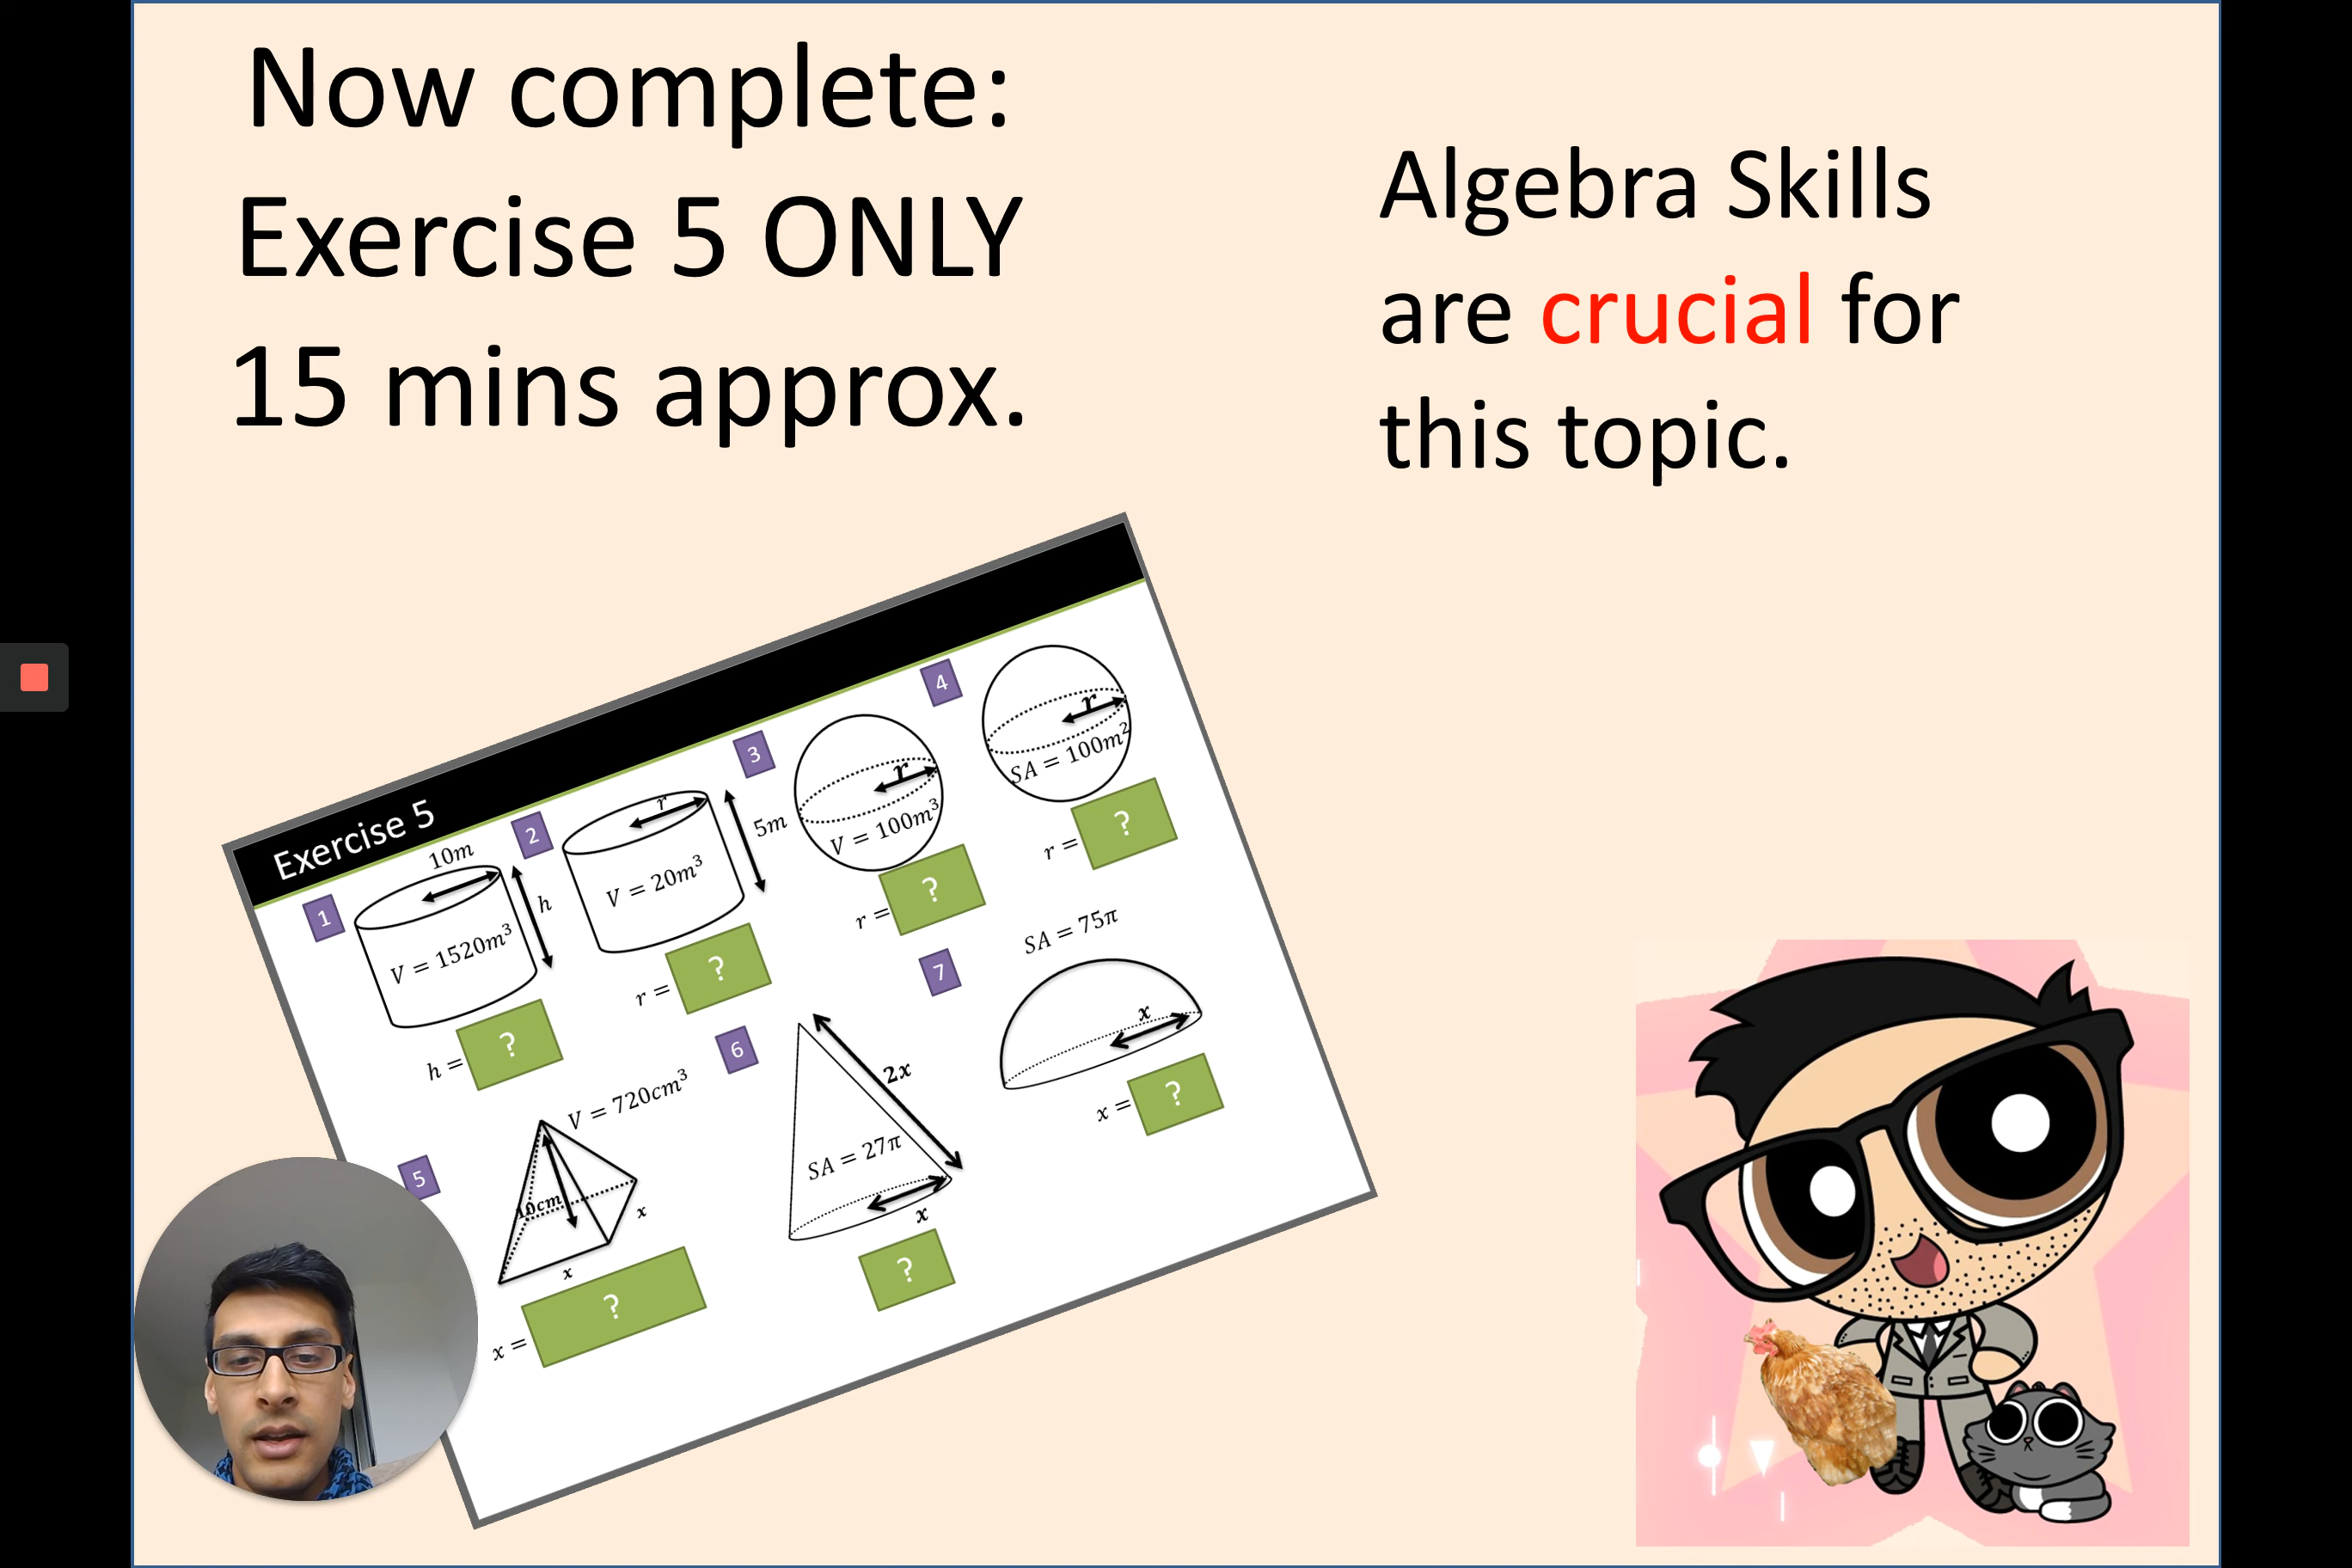 Now complete:
Exercise 5 ONLY
15 mins approx.
Algebra Skills
are crucial for
this topic.
Exercise 5
1
10m
h
V = 1520m³
h = ?
2
r
5m
V = 20m³
r = ?
3
r
V = 100m³
r = ?
4
r
SA = 100m²
r = ?
5
V = 720cm³
10cm
x
x
x = ?
6
2x
SA = 27π
x
?
7
SA = 75π
x
x = ?